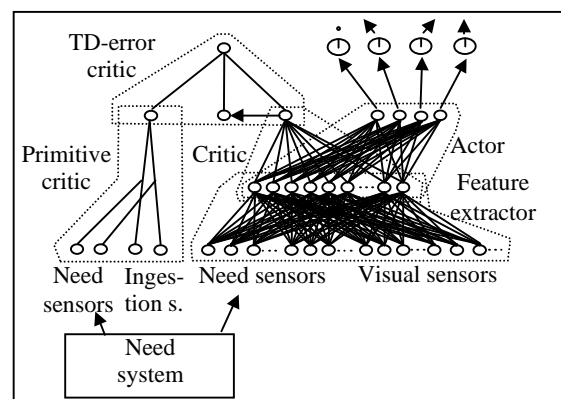 TD-error
critic
Primitive
critic
Critic
Actor
Feature
extractor
Need
sensors
Inges-
tion s.
Need sensors
Visual sensors
Need
system